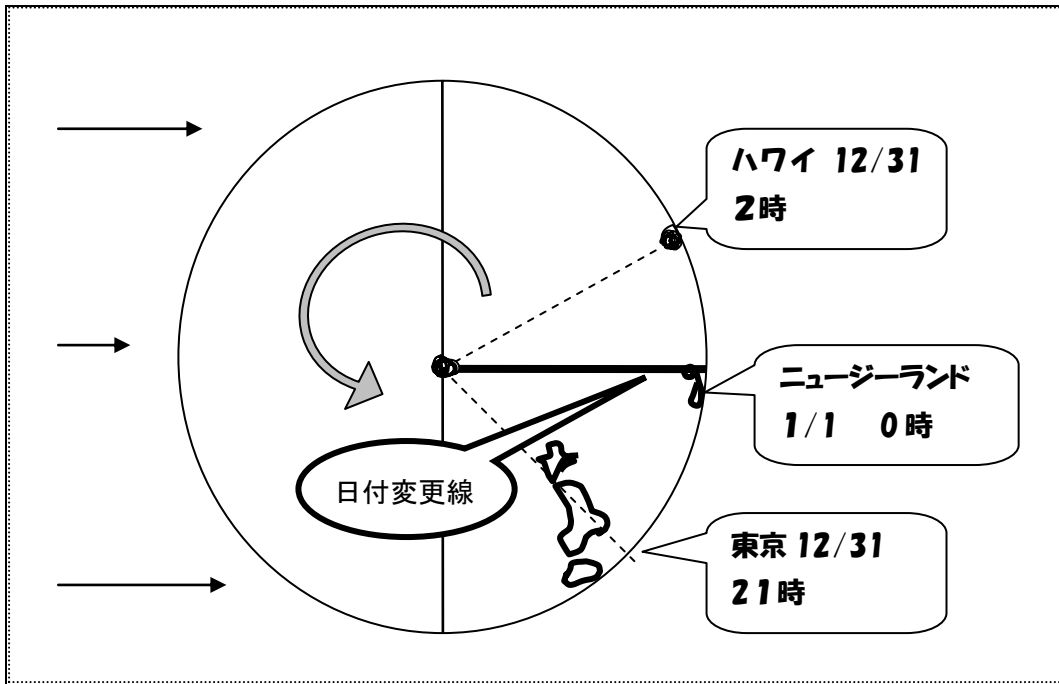 ハワイ 12/31
2時
ニュージーランド
1/1 0時
日付変更線
東京 12/31
21時